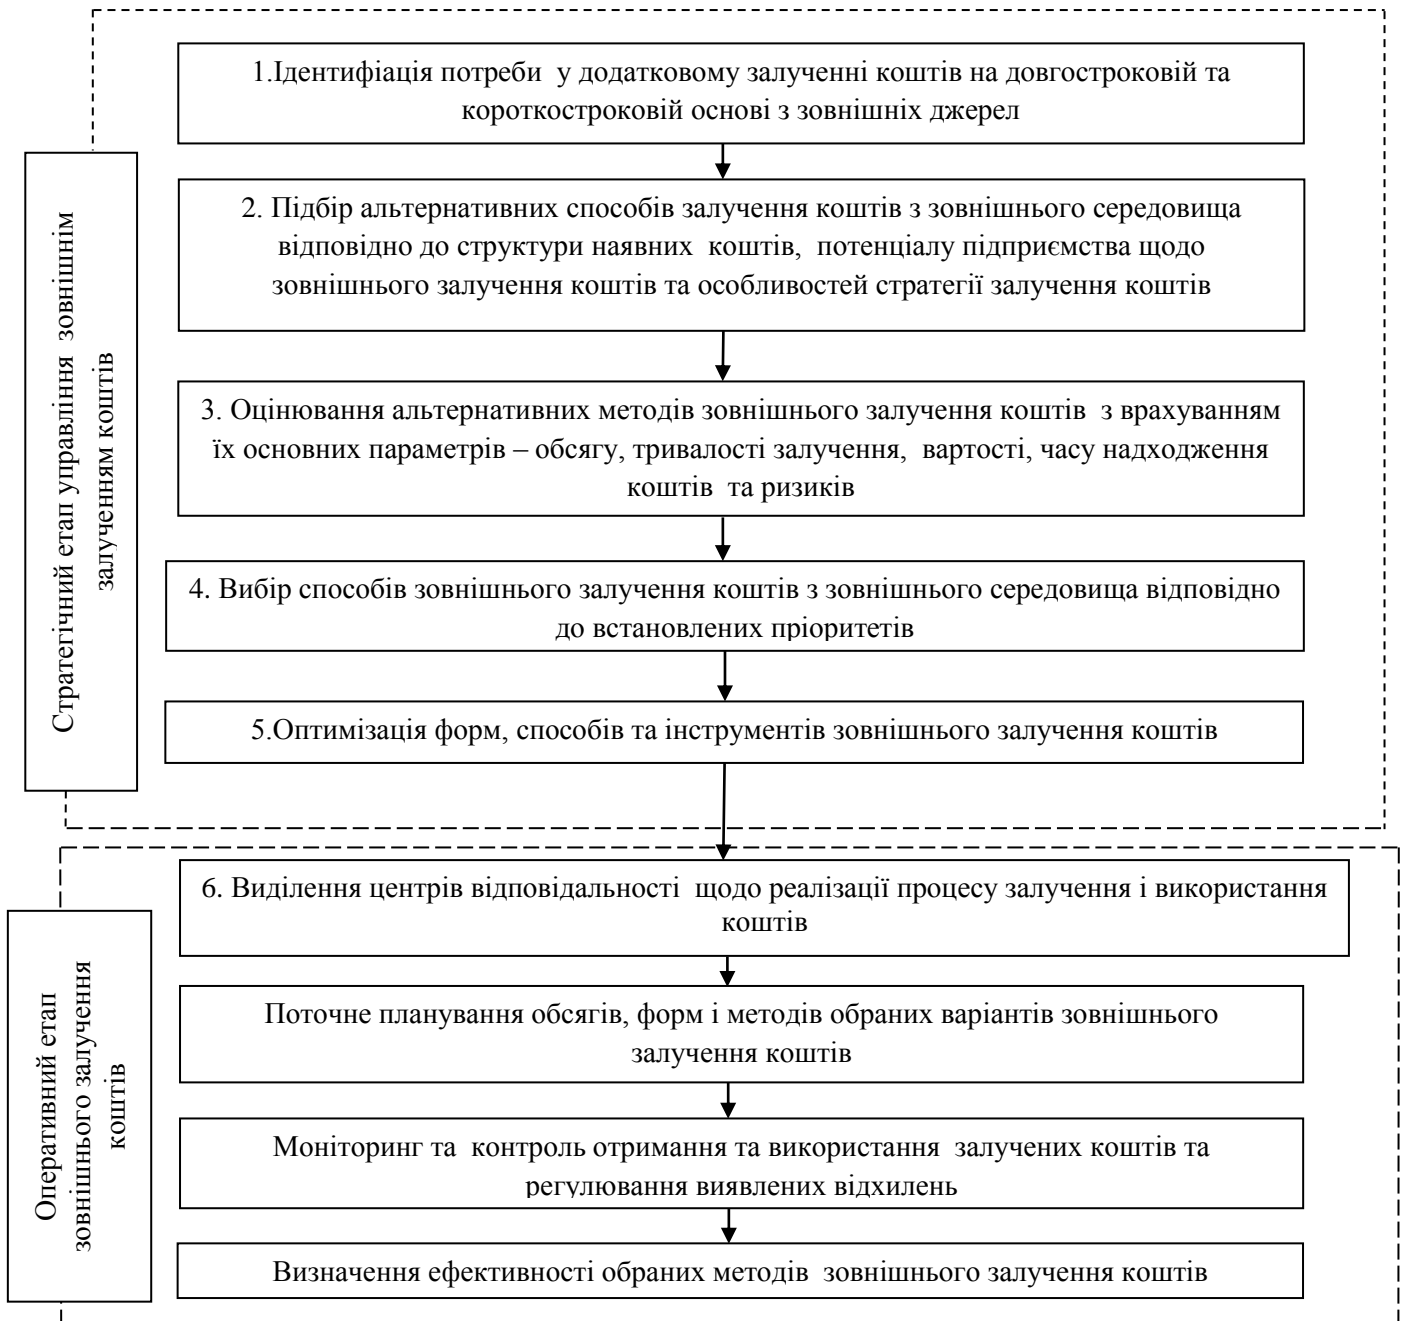 1.Ідентифіація потреби у додатковому залученні коштів на довгостроковій та
короткостроковій основі з зовнішніх джерел
Стратегічний етап управління зовнішнім
залученням коштів
2. Підбір альтернативних способів залучення коштів з зовнішнього середовища
відповідно до структури наявних коштів, потенціалу підприємства щодо
зовнішнього залучення коштів та особливостей стратегії залучення коштів
3. Оцінювання альтернативних методів зовнішнього залучення коштів з врахуванням
їх основних параметрів – обсягу, тривалості залучення, вартості, часу надходження
коштів та ризиків
4. Вибір способів зовнішнього залучення коштів з зовнішнього середовища відповідно
до встановлених пріоритетів
5.Оптимізація форм, способів та інструментів зовнішнього залучення коштів
6. Виділення центрів відповідальності щодо реалізації процесу залучення і використання
коштів
Оперативний етап
зовнішнього залучення
коштів
Поточне планування обсягів, форм і методів обраних варіантів зовнішнього
залучення коштів
Моніторинг та контроль отримання та використання залучених коштів та
регулювання виявлених відхилень
Визначення ефективності обраних методів зовнішнього залучення коштів